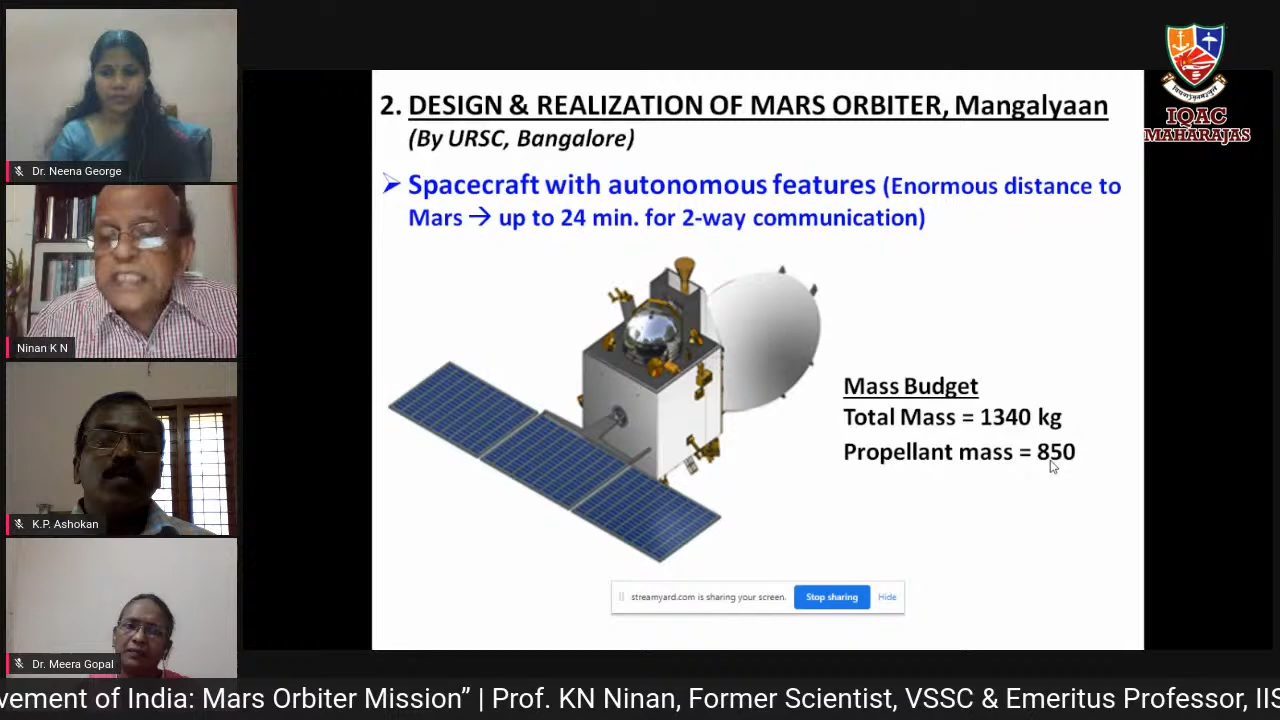 Dr. Neena George
Ninan K N
K.P. Ashokan
Dr. Meera Gopal
2. DESIGN & REALIZATION OF MARS ORBITER, Mangalyaan
(By URSC, Bangalore)
➢ Spacecraft with autonomous features (Enormous distance to
Mars → up to 24 min. for 2-way communication)
Mass Budget
Total Mass = 1340 kg
Propellant mass = 850
streamyard.com is sharing your screen. Stop sharing Hide
IQAC
MAHARAJAS
vement of India: Mars Orbiter Mission” | Prof. KN Ninan, Former Scientist, VSSC & Emeritus Professor, IIS